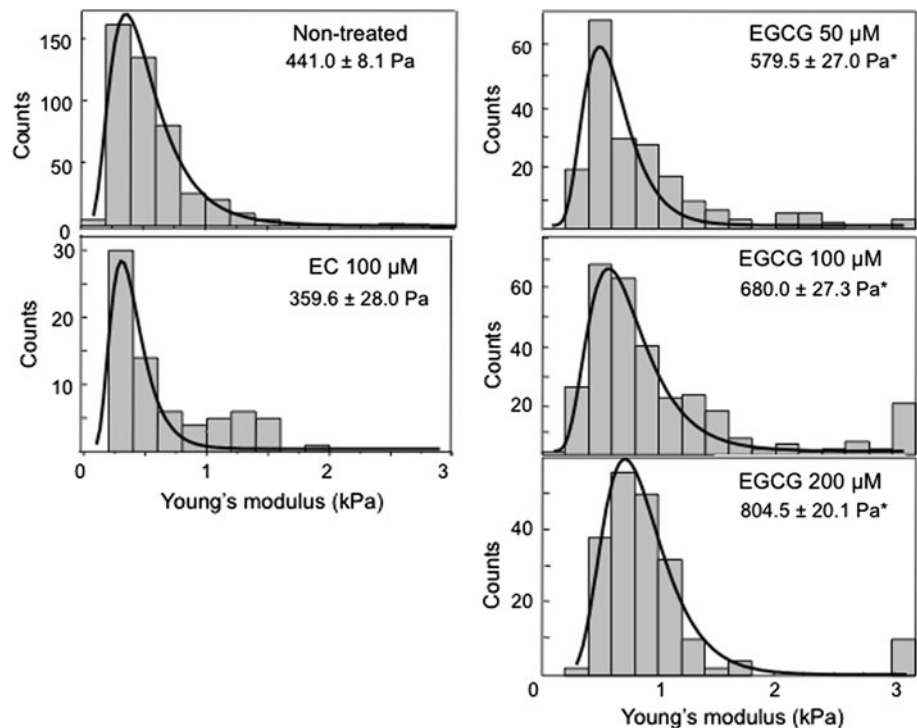 Non-treated
441.0 ± 8.1 Pa
Counts
150
100
50
0
EC 100 μM
359.6 ± 28.0 Pa
Counts
30
20
10
0
1
2
3
Young's modulus (kPa)
EGCG 50 μM
579.5 ± 27.0 Pa*
Counts
60
40
20
EGCG 100 μM
680.0 ± 27.3 Pa*
Counts
60
40
20
EGCG 200 μM
804.5 ± 20.1 Pa*
Counts
40
20
0
1
2
3
Young's modulus (kPa)